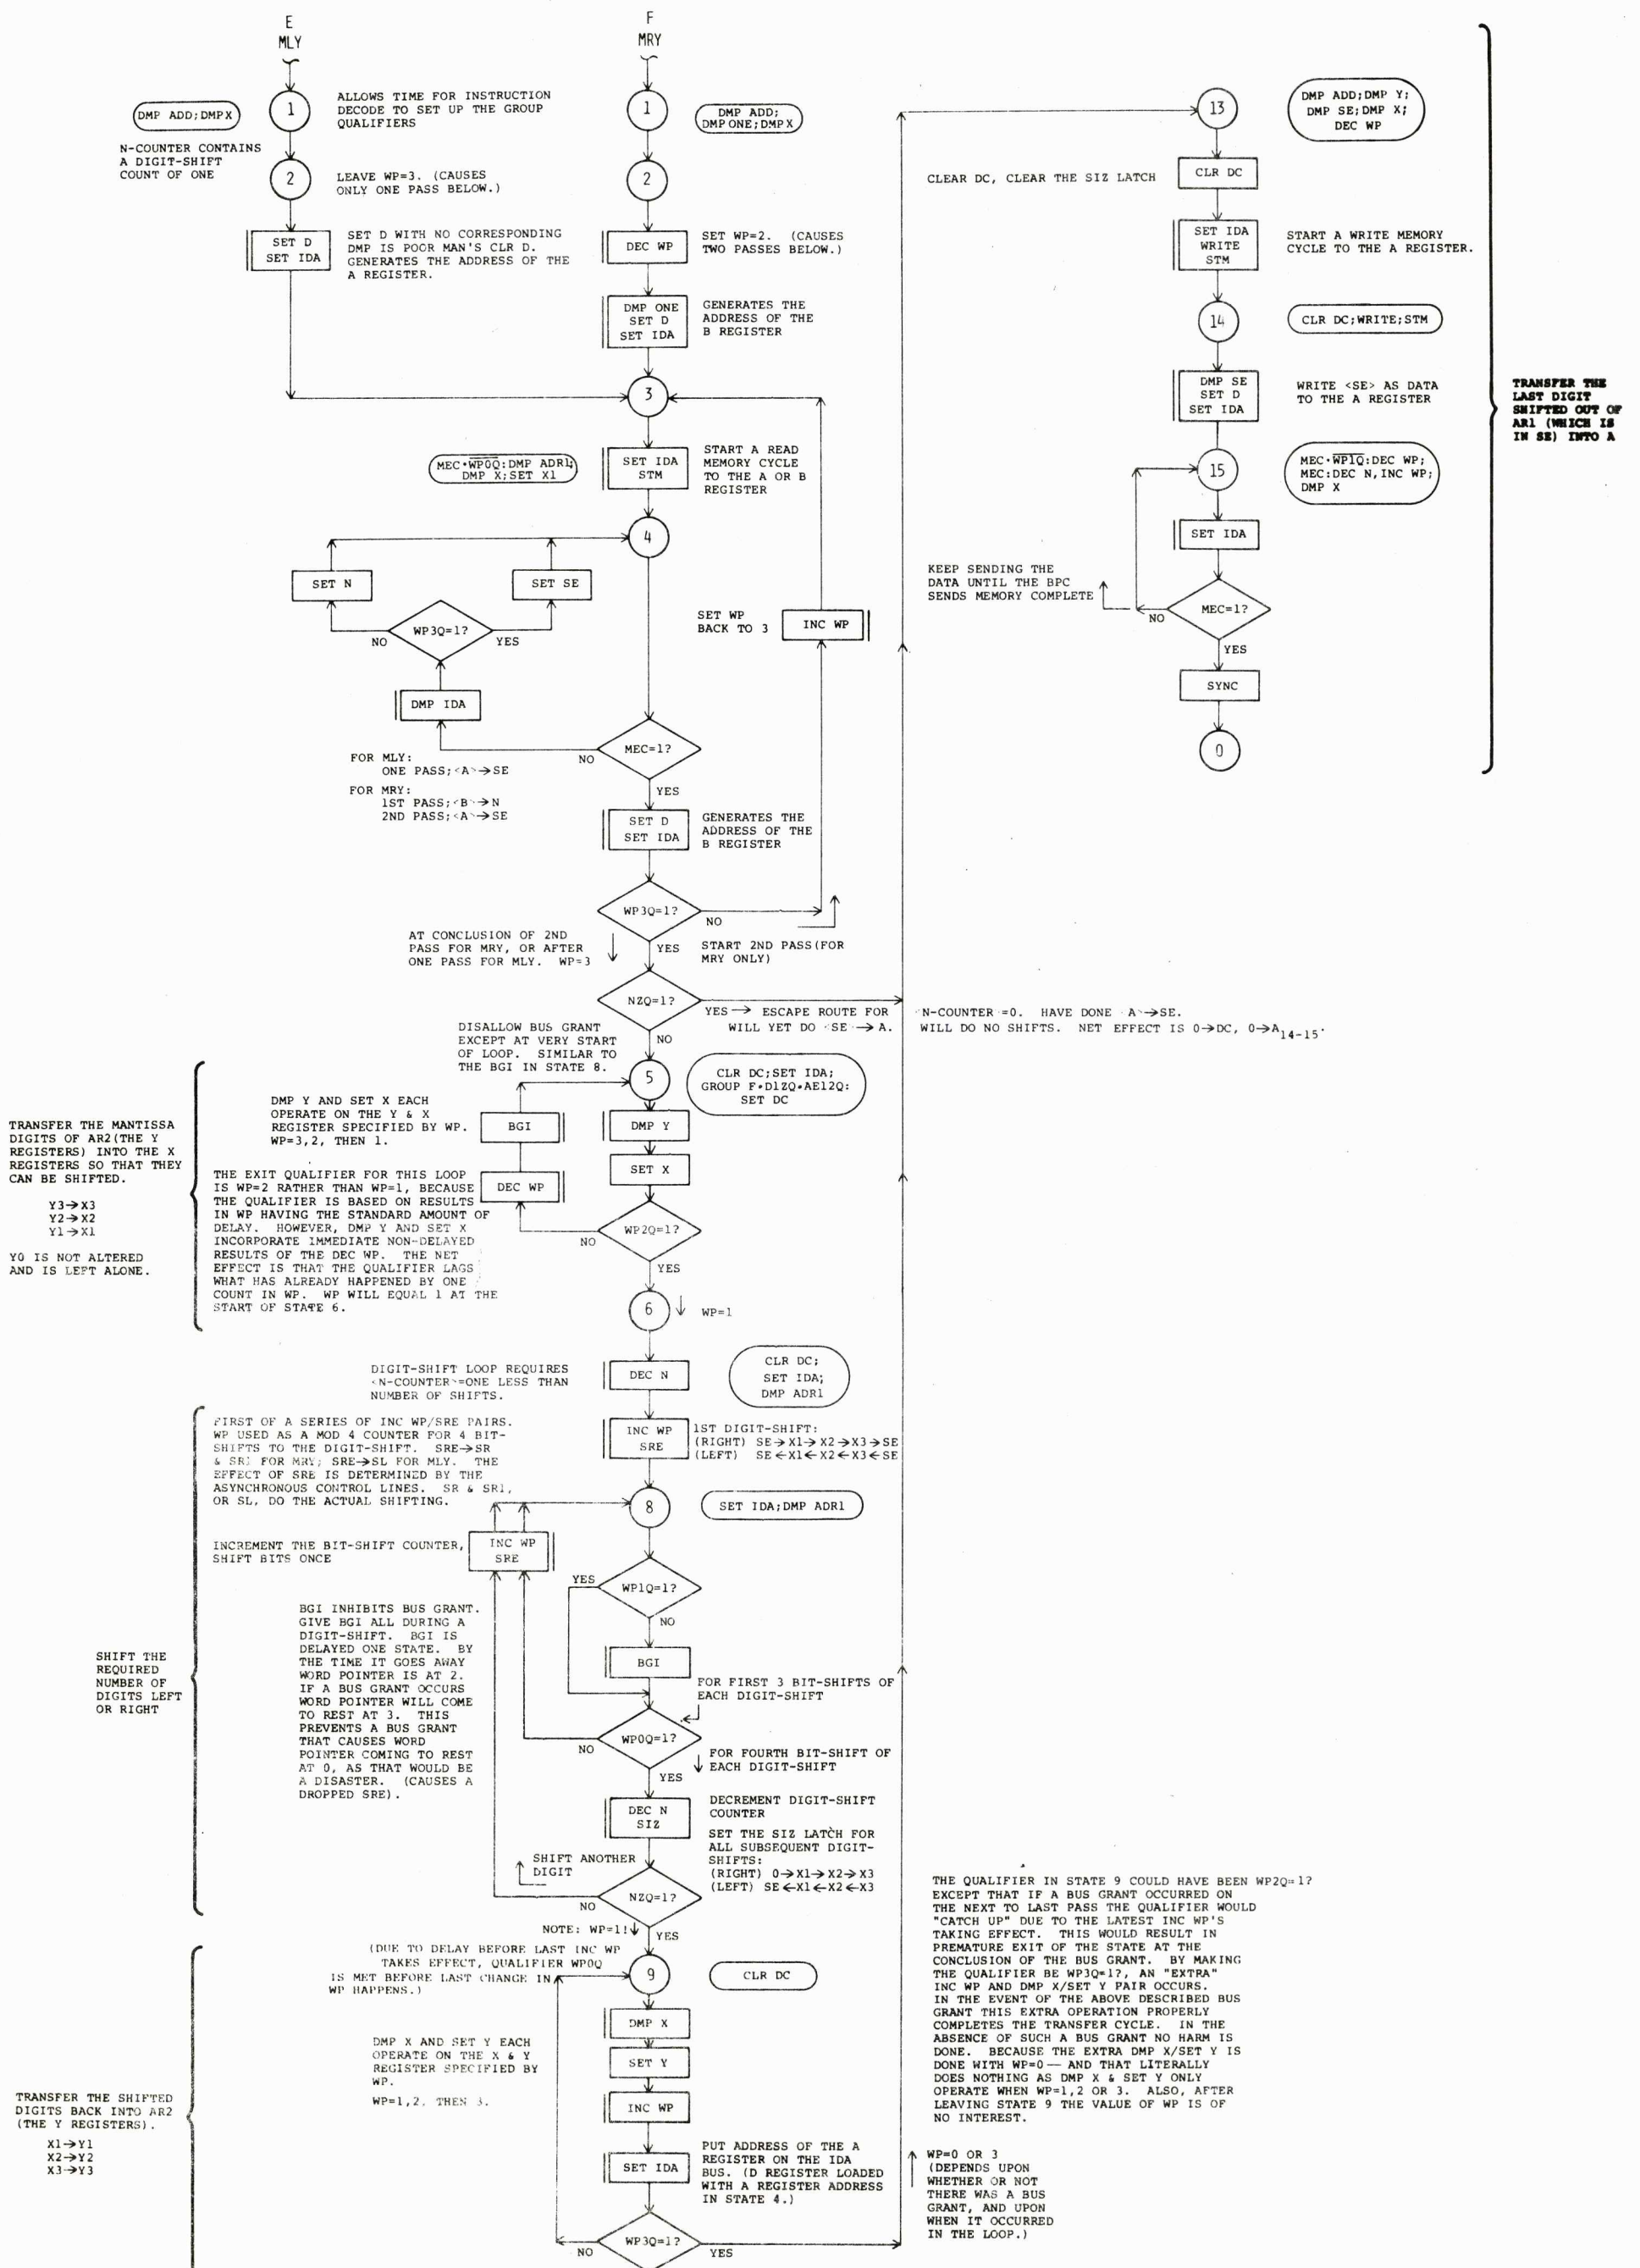 E
MLY
F
MRY
DMP ADD;DMPX
1
ALLOWS TIME FOR INSTRUCTION
DECODE TO SET UP THE GROUP
QUALIFIERS
N-COUNTER CONTAINS
A DIGIT-SHIFT
COUNT OF ONE
2
LEAVE WP=3. (CAUSES
ONLY ONE PASS BELOW.)
SET D
SET IDA
SET D WITH NO CORRESPONDING
DMP IS POOR MAN'S CLR D.
GENERATES THE ADDRESS OF THE
A REGISTER.
1
DMP ADD;
DMP ONE;DMPX
2
DEC WP
SET WP=2. (CAUSES
TWO PASSES BELOW.)
DMP ONE
SET D
SET IDA
GENERATES THE
ADDRESS OF THE
B REGISTER
3
MEC·WP0Q:DMP ADR1;
DMP X;SET X1
SET IDA
STM
START A READ
MEMORY CYCLE
TO THE A OR B
REGISTER
4
SET N
SET SE
WP3Q=1?
NO
YES
DMP IDA
SET WP
BACK TO 3
INC WP
MEC=1?
NO
YES
FOR MLY:
ONE PASS;<A>→SE
FOR MRY:
1ST PASS;<B>→N
2ND PASS;<A>→SE
SET D
SET IDA
GENERATES THE
ADDRESS OF THE
B REGISTER
WP3Q=1?
NO
YES
AT CONCLUSION OF 2ND
PASS FOR MRY, OR AFTER
ONE PASS FOR MLY. WP=3
START 2ND PASS(FOR
MRY ONLY)
NZQ=1?
YES → ESCAPE ROUTE FOR N-COUNTER =0. HAVE DONE A →SE.
WILL YET DO <SE → A. WILL DO NO SHIFTS. NET EFFECT IS 0→DC, 0→A14-15.
NO
DISALLOW BUS GRANT
EXCEPT AT VERY START
OF LOOP. SIMILAR TO
THE BGI IN STATE 8.
5
CLR DC;SET IDA;
GROUP F·D1ZQ·AE12Q:
SET DC
TRANSFER THE MANTISSA
DIGITS OF AR2(THE Y
REGISTERS) INTO THE X
REGISTERS SO THAT THEY
CAN BE SHIFTED.
Y3→X3
Y2→X2
Y1→X1
Y0 IS NOT ALTERED
AND IS LEFT ALONE.
DMP Y AND SET X EACH
OPERATE ON THE Y & X
REGISTER SPECIFIED BY WP.
WP=3,2, THEN 1.
BGI
DMP Y
DEC WP
SET X
THE EXIT QUALIFIER FOR THIS LOOP
IS WP=2 RATHER THAN WP=1, BECAUSE
THE QUALIFIER IS BASED ON RESULTS
IN WP HAVING THE STANDARD AMOUNT OF
DELAY. HOWEVER, DMP Y AND SET X
INCORPORATE IMMEDIATE NON-DELAYED
RESULTS OF THE DEC WP. THE NET
EFFECT IS THAT THE QUALIFIER LAGS
WHAT HAS ALREADY HAPPENED BY ONE
COUNT IN WP. WP WILL EQUAL 1 AT THE
START OF STATE 6.
WP2Q=1?
NO
YES
6
WP=1
DIGIT-SHIFT LOOP REQUIRES
<N-COUNTER>=ONE LESS THAN
NUMBER OF SHIFTS.
DEC N
CLR DC;
SET IDA;
DMP ADR1
FIRST OF A SERIES OF INC WP/SRE PAIRS.
WP USED AS A MOD 4 COUNTER FOR 4 BIT-
SHIFTS TO THE DIGIT-SHIFT. SRE→SR
& SR1 FOR MRY; SRE→SL FOR MLY. THE
EFFECT OF SRE IS DETERMINED BY THE
ASYNCHRONOUS CONTROL LINES. SR & SR1,
OR SL, DO THE ACTUAL SHIFTING.
INC WP
SRE
1ST DIGIT-SHIFT:
(RIGHT) SE→X1→X2→X3→SE
(LEFT) SE←X1←X2←X3←SE
8
SET IDA;DMP ADR1
INCREMENT THE BIT-SHIFT COUNTER,
SHIFT BITS ONCE
INC WP
SRE
WP1Q=1?
YES
NO
SHIFT THE
REQUIRED
NUMBER OF
DIGITS LEFT
OR RIGHT
BGI INHIBITS BUS GRANT.
GIVE BGI ALL DURING A
DIGIT-SHIFT. BGI IS
DELAYED ONE STATE. BY
THE TIME IT GOES AWAY
WORD POINTER IS AT 2.
IF A BUS GRANT OCCURS
WORD POINTER WILL COME
TO REST AT 3. THIS
PREVENTS A BUS GRANT
THAT CAUSES WORD
POINTER COMING TO REST
AT 0, AS THAT WOULD BE
A DISASTER. (CAUSES A
DROPPED SRE).
BGI
FOR FIRST 3 BIT-SHIFTS OF
EACH DIGIT-SHIFT
WP0Q=1?
NO
YES
FOR FOURTH BIT-SHIFT OF
EACH DIGIT-SHIFT
DEC N
SIZ
DECREMENT DIGIT-SHIFT
COUNTER
SET THE SIZ LATCH FOR
ALL SUBSEQUENT DIGIT-
SHIFTS:
(RIGHT) 0→X1→X2→X3
(LEFT) SE←X1←X2←X3
SHIFT ANOTHER
DIGIT
NZQ=1?
NO
YES
NOTE: WP=1!
(DUE TO DELAY BEFORE LAST INC WP
TAKES EFFECT, QUALIFIER WP0Q
IS MET BEFORE LAST CHANGE IN
WP HAPPENS.)
9
CLR DC
TRANSFER THE SHIFTED
DIGITS BACK INTO AR2
(THE Y REGISTERS).
X1→Y1
X2→Y2
X3→Y3
DMP X AND SET Y EACH
OPERATE ON THE X & Y
REGISTER SPECIFIED BY
WP.
WP=1,2, THEN 3.
DMP X
SET Y
INC WP
SET IDA
PUT ADDRESS OF THE A
REGISTER ON THE IDA
BUS. (D REGISTER LOADED
WITH A REGISTER ADDRESS
IN STATE 4.)
WP3Q=1?
NO
YES
13
DMP ADD;DMP Y;
DMP SE;DMP X;
DEC WP
CLEAR DC, CLEAR THE SIZ LATCH
CLR DC
SET IDA
WRITE
STM
START A WRITE MEMORY
CYCLE TO THE A REGISTER.
14
CLR DC;WRITE;STM
DMP SE
SET D
SET IDA
WRITE <SE> AS DATA
TO THE A REGISTER
TRANSFER THE
LAST DIGIT
SHIFTED OUT OF
AR1 (WHICH IS
IN SE) INTO A
15
MEC·WP1Q:DEC WP;
MEC:DEC N,INC WP;
DMP X
SET IDA
KEEP SENDING THE
DATA UNTIL THE BPC
SENDS MEMORY COMPLETE
MEC=1?
NO
YES
SYNC
0
THE QUALIFIER IN STATE 9 COULD HAVE BEEN WP2Q=1?
EXCEPT THAT IF A BUS GRANT OCCURRED ON
THE NEXT TO LAST PASS THE QUALIFIER WOULD
"CATCH UP" DUE TO THE LATEST INC WP'S
TAKING EFFECT. THIS WOULD RESULT IN
PREMATURE EXIT OF THE STATE AT THE
CONCLUSION OF THE BUS GRANT. BY MAKING
THE QUALIFIER BE WP3Q=1?, AN "EXTRA"
INC WP AND DMP X/SET Y PAIR OCCURS.
IN THE EVENT OF THE ABOVE DESCRIBED BUS
GRANT THIS EXTRA OPERATION PROPERLY
COMPLETES THE TRANSFER CYCLE. IN THE
ABSENCE OF SUCH A BUS GRANT NO HARM IS
DONE. BECAUSE THE EXTRA DMP X/SET Y IS
DONE WITH WP=0 — AND THAT LITERALLY
DOES NOTHING AS DMP X & SET Y ONLY
OPERATE WHEN WP=1,2 OR 3. ALSO, AFTER
LEAVING STATE 9 THE VALUE OF WP IS OF
NO INTEREST.
WP=0 OR 3
(DEPENDS UPON
WHETHER OR NOT
THERE WAS A BUS
GRANT, AND UPON
WHEN IT OCCURRED
IN THE LOOP.)